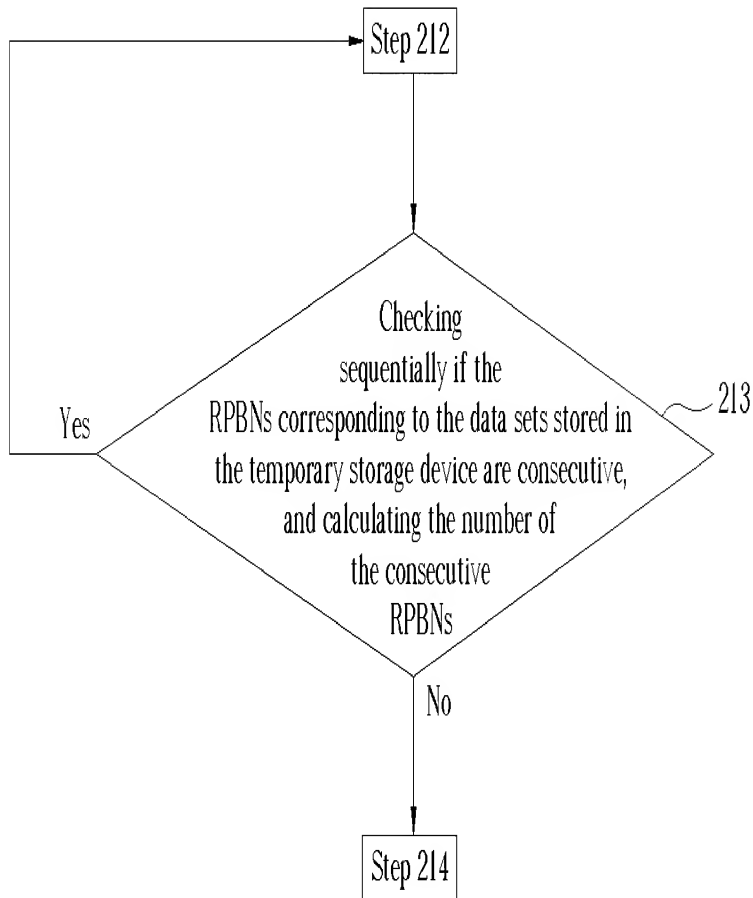 Step 212
Checking
sequentially if the
213
RPBNs corresponding to the data sets stored in
Yes
the temporary storage device are consecutive,
and calculating the number of
the consecutive
RPBNs
No
Step 214